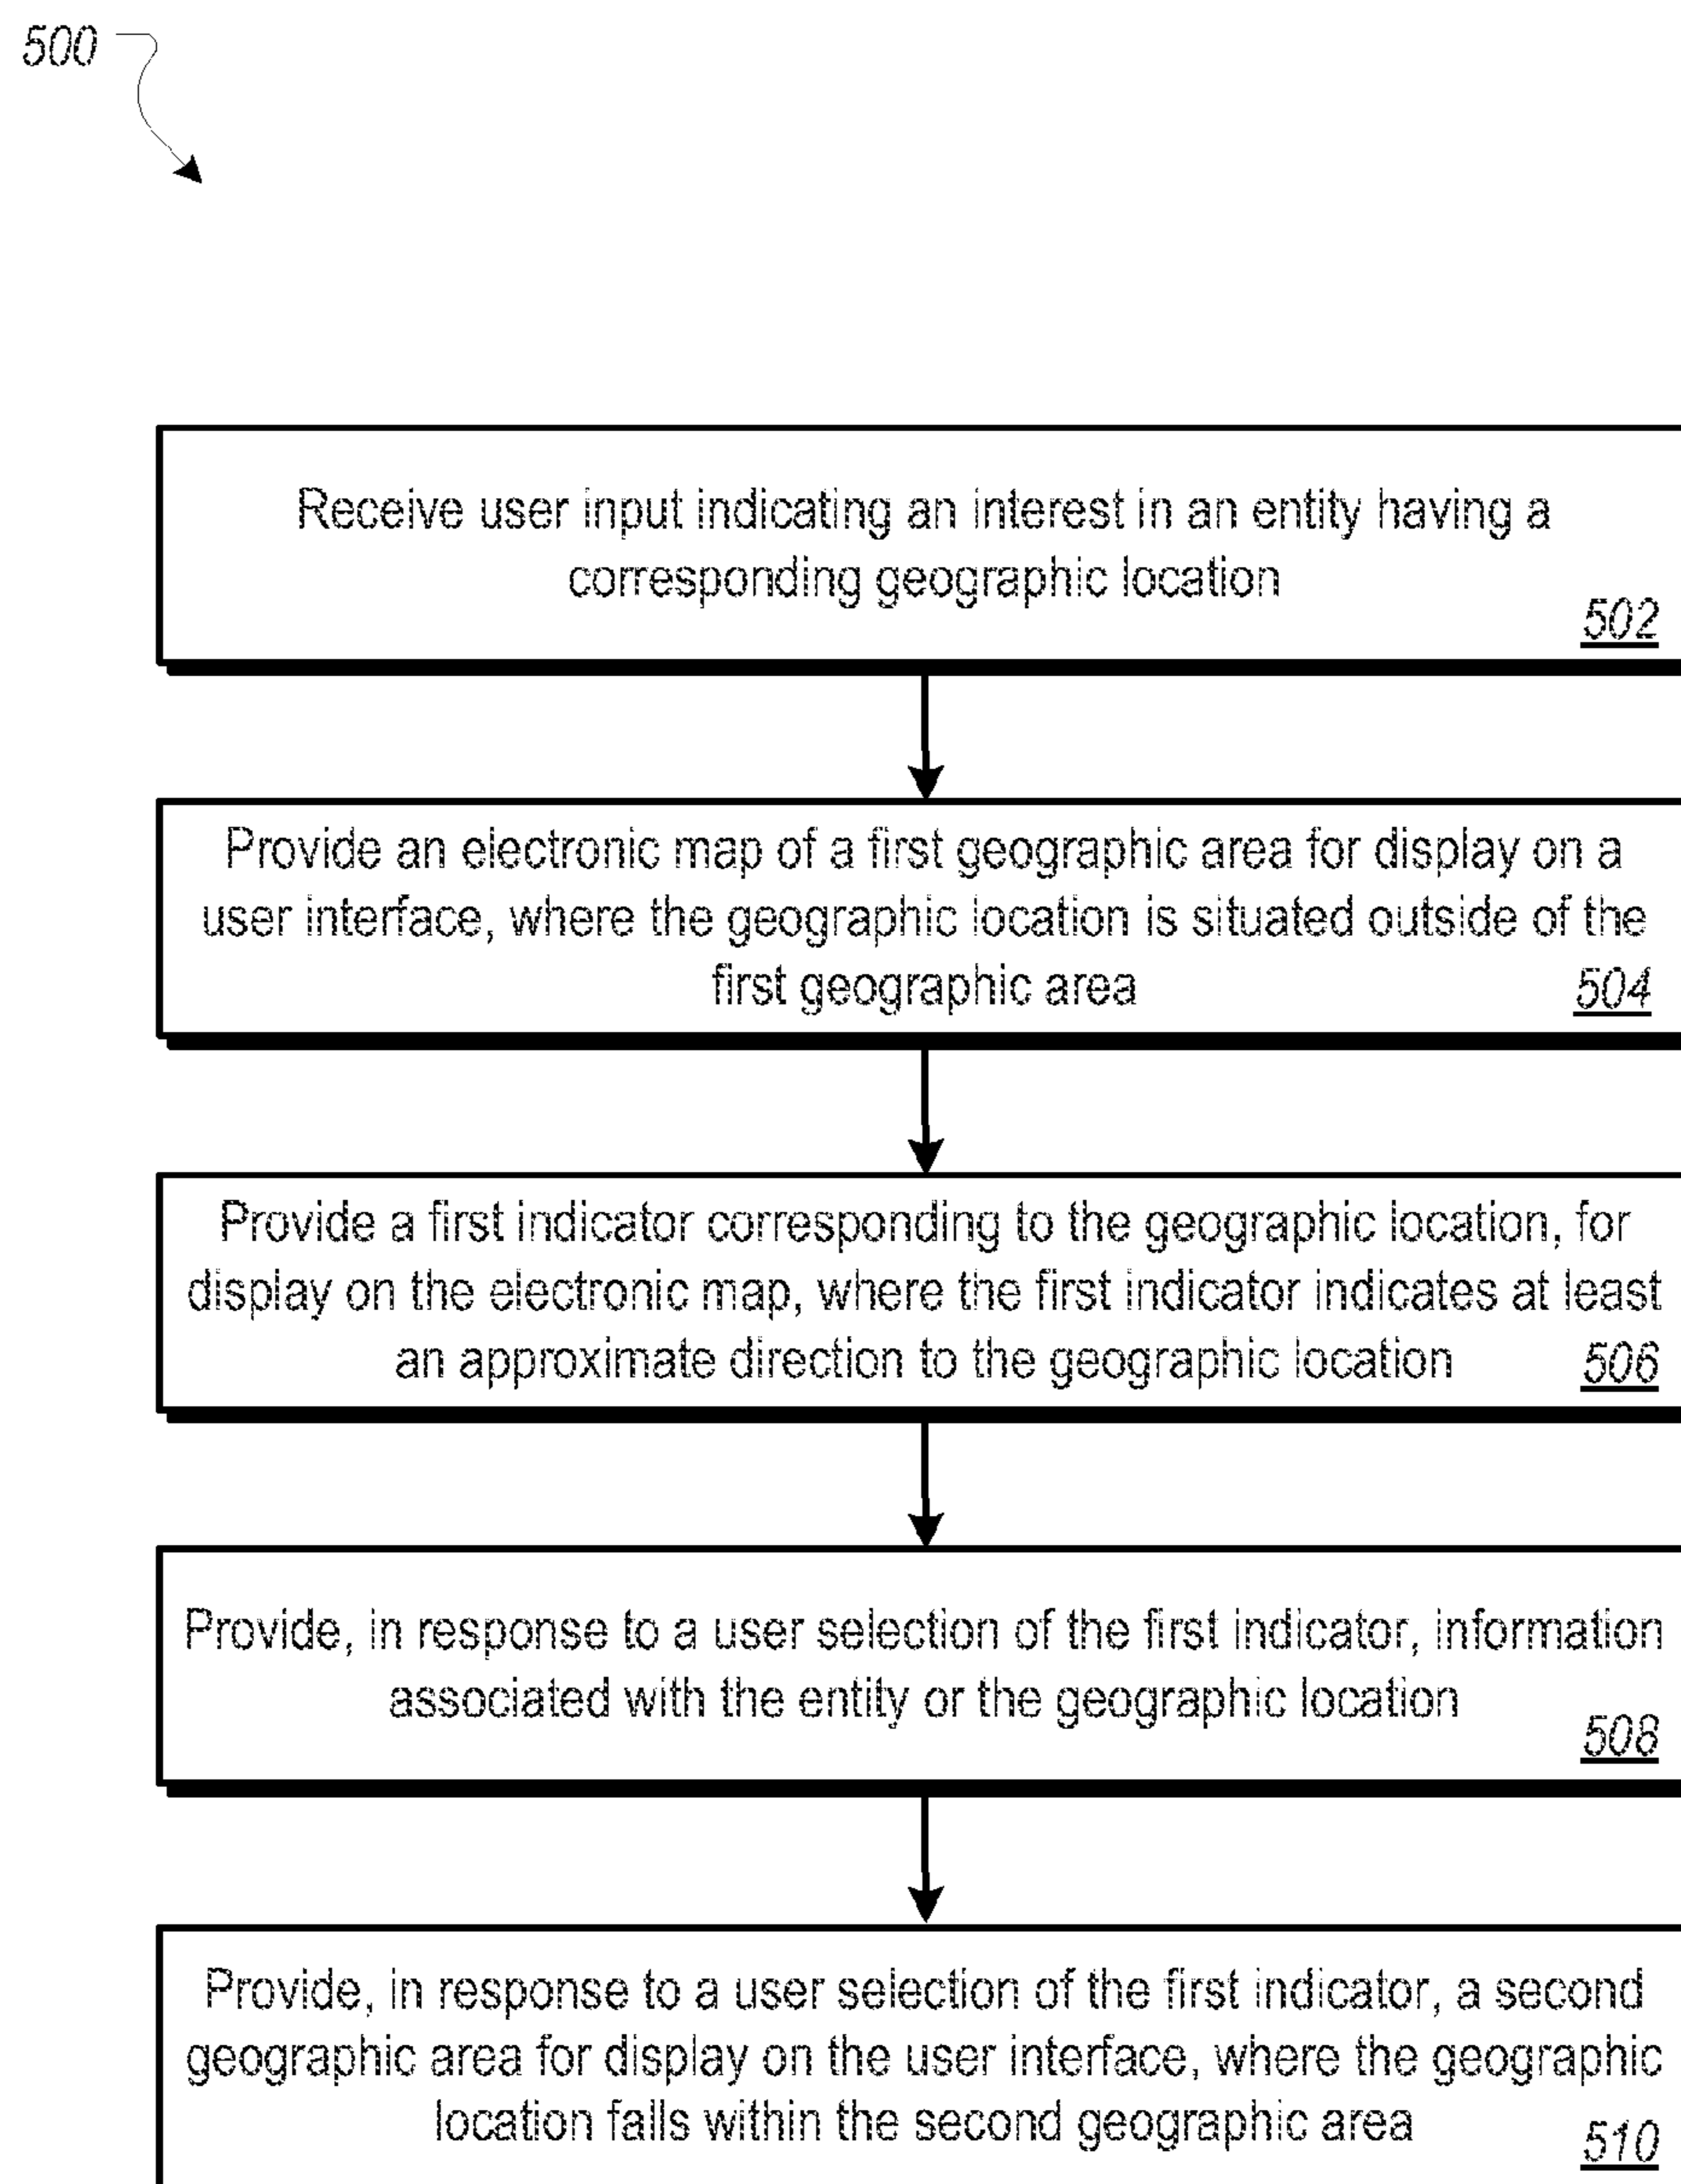 500
Receive user input indicating an interest in an entity having a
corresponding geographic location
502
Provide an electronic map of a first geographic area for display on a
user interface, where the geographic location is situated outside of the
first geographic area
504
Provide a first indicator corresponding to the geographic location, for
display on the electronic map, where the first indicator indicates at least
an approximate direction to the geographic location
506
Provide, in response to a user selection of the first indicator, information
associated with the entity or the geographic location
508
Provide, in response to a user selection of the first indicator, a second
geographic area for display on the user interface, where the geographic
location falls within the second geographic area
510